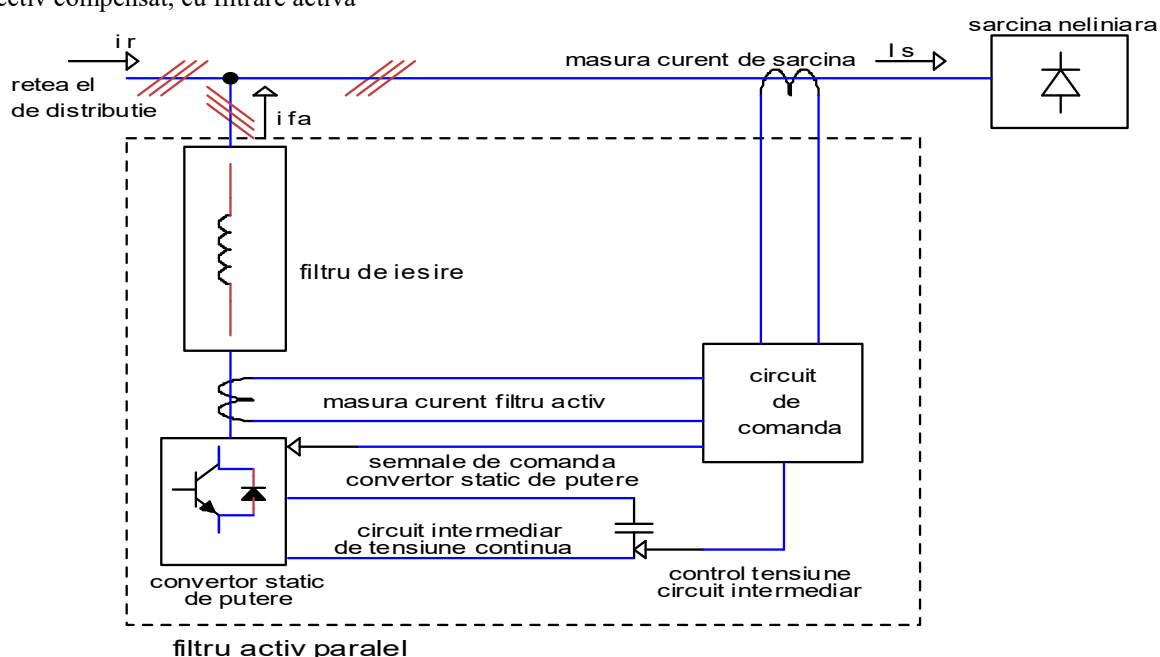 ectiv compensat, cu filtrare activa
sarcina neliniara
i r
masura curent de sarcina
I s
retea el
de distributie
i fa
filtru de iesire
circuit
de
comanda
masura curent filtru activ
semnale de comanda
convertor static de putere
circuit intermediar
de tensiune continua
control tensiune
circuit intermediar
convertor static
de putere
filtru activ paralel